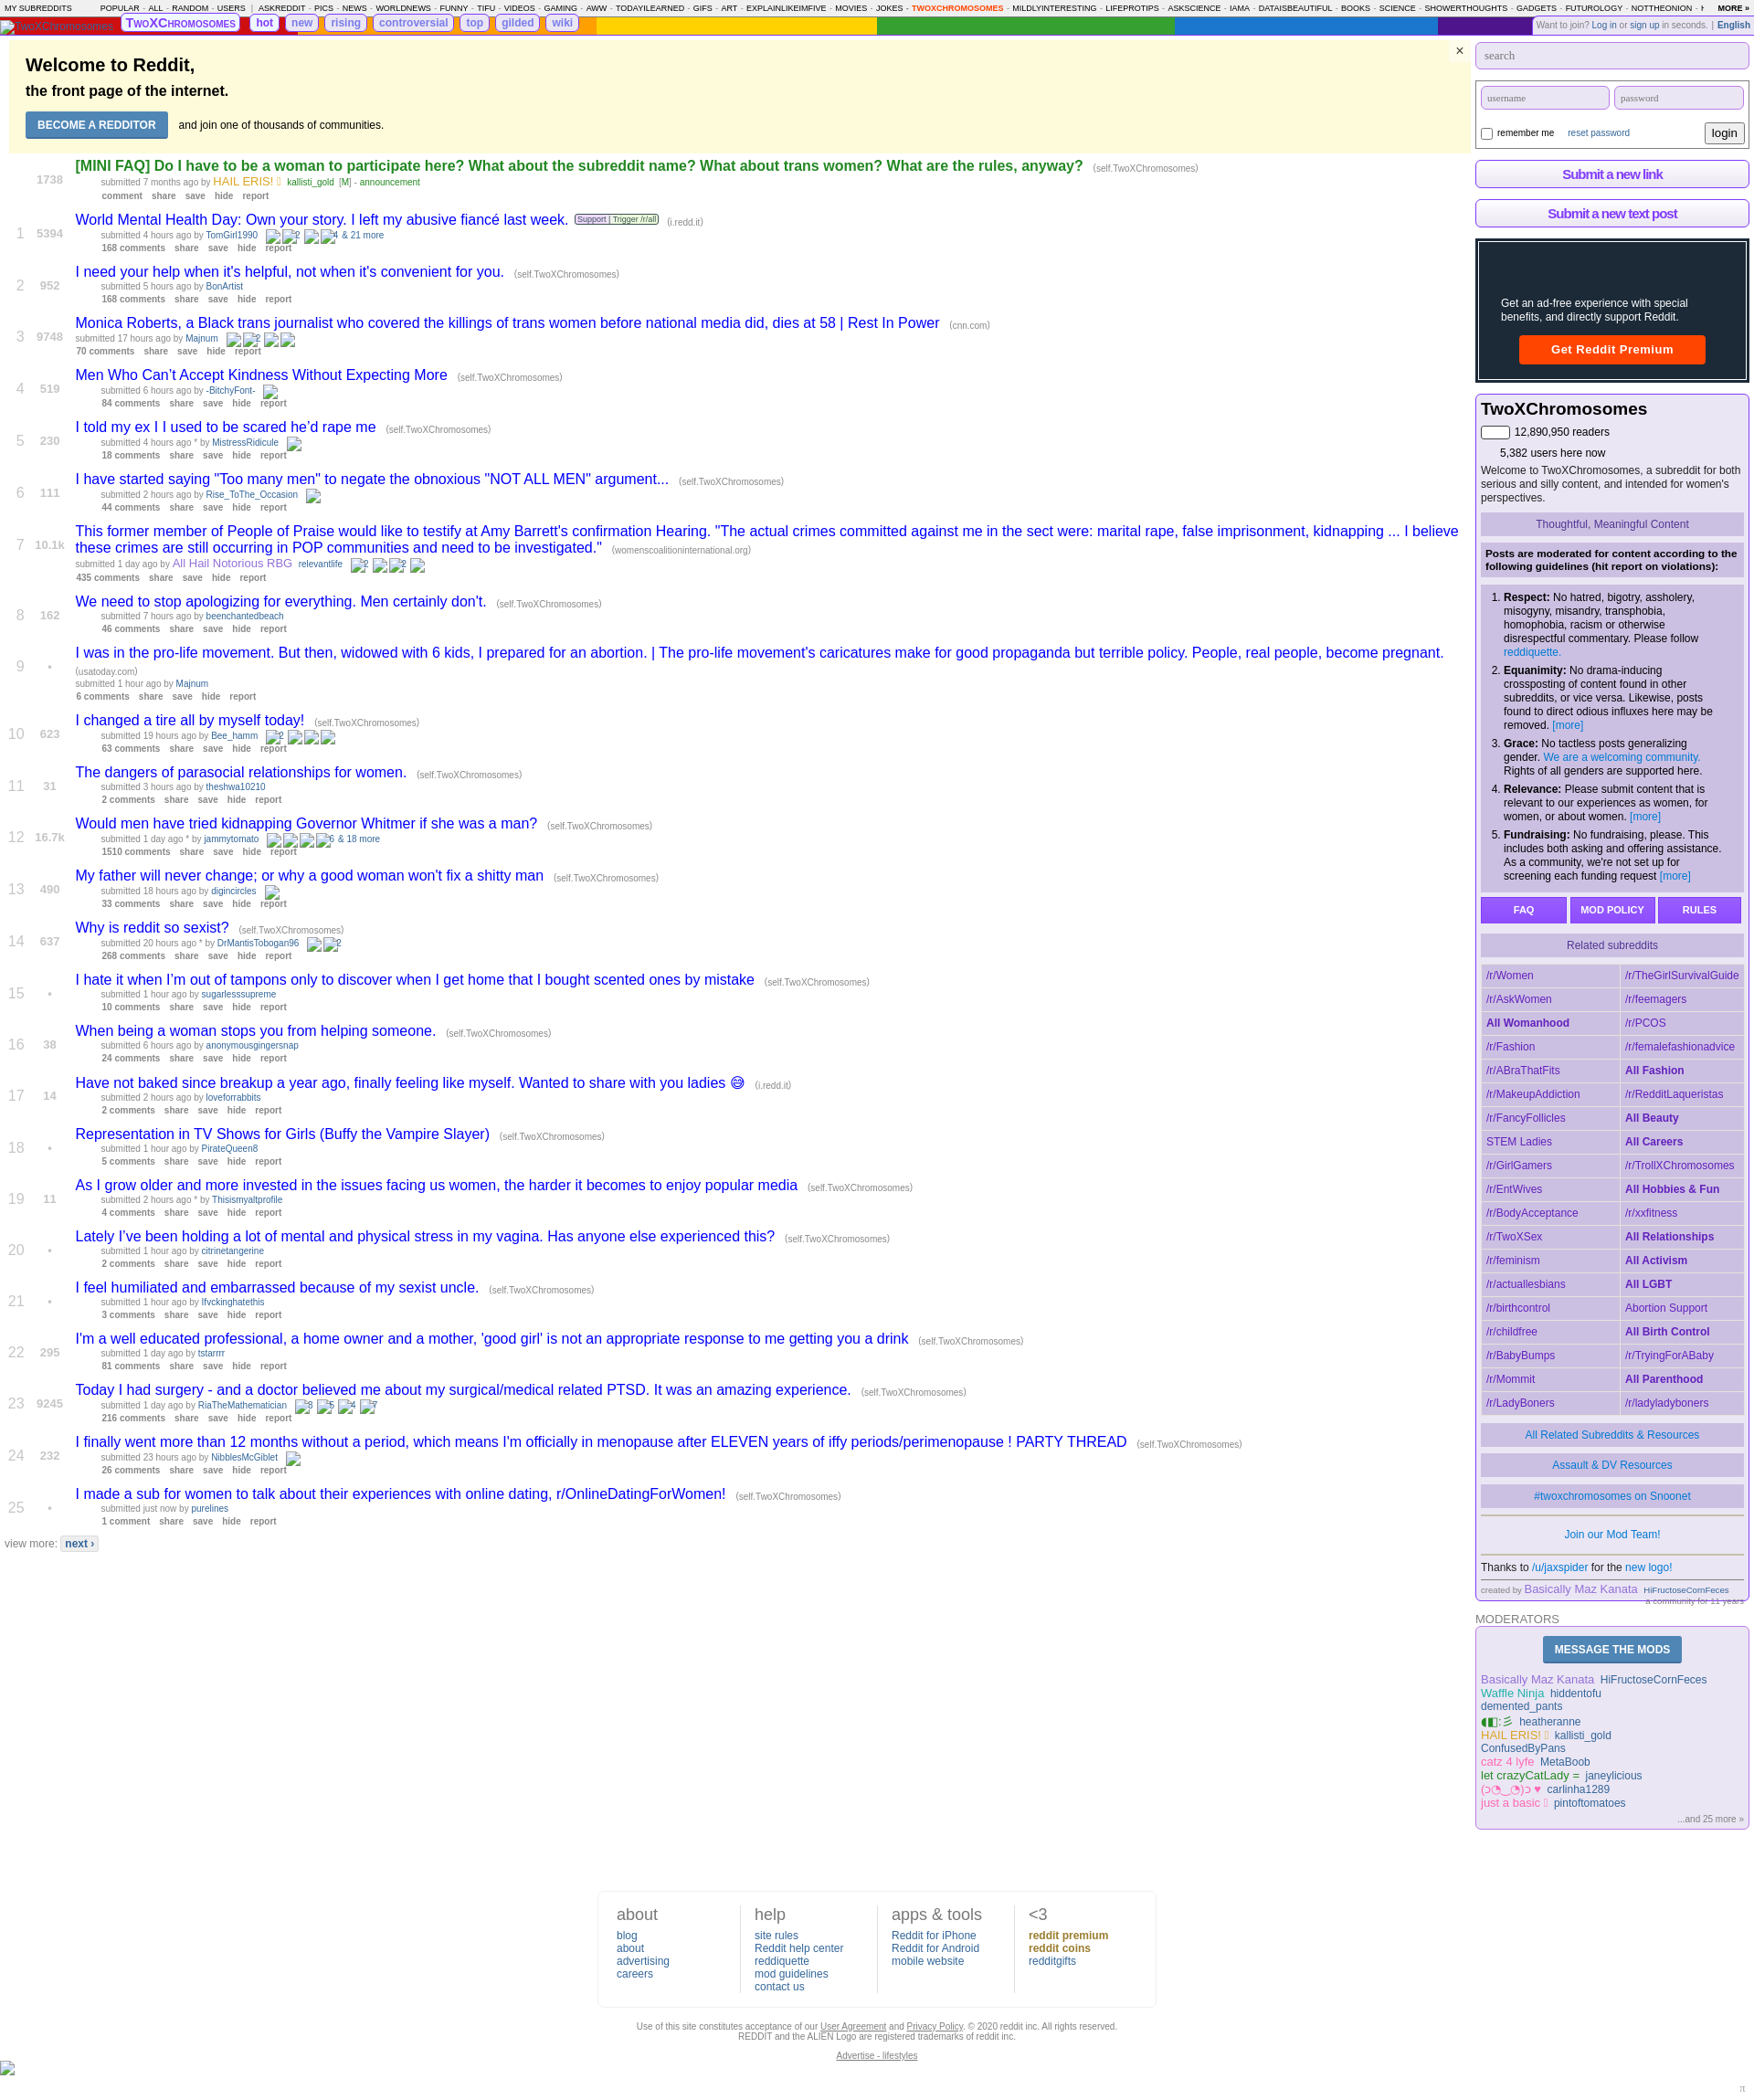 MY SUBREDDITS POPULAR - ALL - RANDOM - USERS | ASKREDDIT - PICS - NEWS - WORLDNEWS - FUNNY - TIFU - VIDEOS - GAMING - AWW - TODAYILEARNED - GIFS - ART - EXPLAINLIKEIMFIVE - MOVIES - JOKES - TWOXCHROMOSOMES - MILDLYINTERESTING - LIFEPROTIPS - ASKSCIENCE - IAMA - DATAISBEAUTIFUL - BOOKS - SCIENCE - SHOWERTHOUGHTS - GADGETS - FUTUROLOGY - NOTTHEONION - MORE »
TwoXChromosomes TwoXChromosomes hot new rising controversial top gilded wiki
Want to join? Log in or sign up in seconds. | English
Welcome to Reddit,
the front page of the internet.
BECOME A REDDITOR and join one of thousands of communities.
×
[MINI FAQ] Do I have to be a woman to participate here? What about the subreddit name? What about trans women? What are the rules, anyway? (self.TwoXChromosomes)
1738
submitted 7 months ago by HAIL ERIS! kallisti_gold [M] - announcement
comment share save hide report
World Mental Health Day: Own your story. I left my abusive fiancé last week. Support | Trigger /r/all (i.redd.it)
1 5394
submitted 4 hours ago by TomGirl1990 2 4 & 21 more
168 comments share save hide report
I need your help when it's helpful, not when it's convenient for you. (self.TwoXChromosomes)
2 952
submitted 5 hours ago by BonArtist
168 comments share save hide report
Monica Roberts, a Black trans journalist who covered the killings of trans women before national media did, dies at 58 | Rest In Power (cnn.com)
3 9748
submitted 17 hours ago by Majnum 2
70 comments share save hide report
Men Who Can’t Accept Kindness Without Expecting More (self.TwoXChromosomes)
4 519
submitted 6 hours ago by -BitchyFont-
84 comments share save hide report
I told my ex I I used to be scared he’d rape me (self.TwoXChromosomes)
5 230
submitted 4 hours ago * by MistressRidicule
18 comments share save hide report
I have started saying "Too many men" to negate the obnoxious "NOT ALL MEN" argument... (self.TwoXChromosomes)
6 111
submitted 2 hours ago by Rise_ToThe_Occasion
44 comments share save hide report
This former member of People of Praise would like to testify at Amy Barrett's confirmation Hearing. "The actual crimes committed against me in the sect were: marital rape, false imprisonment, kidnapping ... I believe
7 10.1k
these crimes are still occurring in POP communities and need to be investigated." (womenscoalitioninternational.org)
submitted 1 day ago by All Hail Notorious RBG relevantlife 2 2
435 comments share save hide report
We need to stop apologizing for everything. Men certainly don't. (self.TwoXChromosomes)
8 162
submitted 7 hours ago by beenchantedbeach
46 comments share save hide report
I was in the pro-life movement. But then, widowed with 6 kids, I prepared for an abortion. | The pro-life movement's caricatures make for good propaganda but terrible policy. People, real people, become pregnant.
9 •
(usatoday.com)
submitted 1 hour ago by Majnum
6 comments share save hide report
I changed a tire all by myself today! (self.TwoXChromosomes)
10 623
submitted 19 hours ago by Bee_hamm 2
63 comments share save hide report
The dangers of parasocial relationships for women. (self.TwoXChromosomes)
11 31
submitted 3 hours ago by theshwa10210
2 comments share save hide report
Would men have tried kidnapping Governor Whitmer if she was a man? (self.TwoXChromosomes)
12 16.7k
submitted 1 day ago * by jammytomato 6 & 18 more
1510 comments share save hide report
My father will never change; or why a good woman won't fix a shitty man (self.TwoXChromosomes)
13 490
submitted 18 hours ago by digincircles
33 comments share save hide report
Why is reddit so sexist? (self.TwoXChromosomes)
14 637
submitted 20 hours ago * by DrMantisTobogan96 2
268 comments share save hide report
I hate it when I’m out of tampons only to discover when I get home that I bought scented ones by mistake (self.TwoXChromosomes)
15 •
submitted 1 hour ago by sugarlesssupreme
10 comments share save hide report
When being a woman stops you from helping someone. (self.TwoXChromosomes)
16 38
submitted 6 hours ago by anonymousgingersnap
24 comments share save hide report
Have not baked since breakup a year ago, finally feeling like myself. Wanted to share with you ladies 😅 (i.redd.it)
17 14
submitted 2 hours ago by loveforrabbits
2 comments share save hide report
Representation in TV Shows for Girls (Buffy the Vampire Slayer) (self.TwoXChromosomes)
18 •
submitted 1 hour ago by PirateQueen8
5 comments share save hide report
As I grow older and more invested in the issues facing us women, the harder it becomes to enjoy popular media (self.TwoXChromosomes)
19 11
submitted 2 hours ago * by Thisismyaltprofile
4 comments share save hide report
Lately I’ve been holding a lot of mental and physical stress in my vagina. Has anyone else experienced this? (self.TwoXChromosomes)
20 •
submitted 1 hour ago by citrinetangerine
2 comments share save hide report
I feel humiliated and embarrassed because of my sexist uncle. (self.TwoXChromosomes)
21 •
submitted 1 hour ago by Ifvckinghatethis
3 comments share save hide report
I'm a well educated professional, a home owner and a mother, 'good girl' is not an appropriate response to me getting you a drink (self.TwoXChromosomes)
22 295
submitted 1 day ago by tstarrrr
81 comments share save hide report
Today I had surgery - and a doctor believed me about my surgical/medical related PTSD. It was an amazing experience. (self.TwoXChromosomes)
23 9245
submitted 1 day ago by RiaTheMathematician 3 5 4 7
216 comments share save hide report
I finally went more than 12 months without a period, which means I'm officially in menopause after ELEVEN years of iffy periods/perimenopause ! PARTY THREAD (self.TwoXChromosomes)
24 232
submitted 23 hours ago by NibblesMcGiblet
26 comments share save hide report
I made a sub for women to talk about their experiences with online dating, r/OnlineDatingForWomen! (self.TwoXChromosomes)
25 •
submitted just now by purelines
1 comment share save hide report
view more: next ›
search
username password
remember me reset password login
Submit a new link
Submit a new text post
Get an ad-free experience with special
benefits, and directly support Reddit.
Get Reddit Premium
TwoXChromosomes
12,890,950 readers
5,382 users here now
Welcome to TwoXChromosomes, a subreddit for both
serious and silly content, and intended for women's
perspectives.
Thoughtful, Meaningful Content
Posts are moderated for content according to the
following guidelines (hit report on violations):
1. Respect: No hatred, bigotry, assholery,
misogyny, misandry, transphobia,
homophobia, racism or otherwise
disrespectful commentary. Please follow
reddiquette.
2. Equanimity: No drama-inducing
crossposting of content found in other
subreddits, or vice versa. Likewise, posts
found to direct odious influxes here may be
removed. [more]
3. Grace: No tactless posts generalizing
gender. We are a welcoming community.
Rights of all genders are supported here.
4. Relevance: Please submit content that is
relevant to our experiences as women, for
women, or about women. [more]
5. Fundraising: No fundraising, please. This
includes both asking and offering assistance.
As a community, we're not set up for
screening each funding request [more]
FAQ MOD POLICY RULES
Related subreddits
/r/Women /r/TheGirlSurvivalGuide
/r/AskWomen /r/feemagers
All Womanhood /r/PCOS
/r/Fashion /r/femalefashionadvice
/r/ABraThatFits All Fashion
/r/MakeupAddiction /r/RedditLaqueristas
/r/FancyFollicles All Beauty
STEM Ladies All Careers
/r/GirlGamers /r/TrollXChromosomes
/r/EntWives All Hobbies & Fun
/r/BodyAcceptance /r/xxfitness
/r/TwoXSex All Relationships
/r/feminism All Activism
/r/actuallesbians All LGBT
/r/birthcontrol Abortion Support
/r/childfree All Birth Control
/r/BabyBumps /r/TryingForABaby
/r/Mommit All Parenthood
/r/LadyBoners /r/ladyladyboners
All Related Subreddits & Resources
Assault & DV Resources
#twoxchromosomes on Snoonet
Join our Mod Team!
Thanks to /u/jaxspider for the new logo!
created by Basically Maz Kanata HiFructoseCornFeces
a community for 11 years
MODERATORS
MESSAGE THE MODS
Basically Maz Kanata HiFructoseCornFeces
Waffle Ninja hiddentofu
demented_pants
◖◧:彡 heatheranne
HAIL ERIS! kallisti_gold
ConfusedByPans
catz 4 lyfe MetaBoob
let crazyCatLady = janeylicious
(ɔ◔‿◔)ɔ ♥ carlinha1289
just a basic pintoftomatoes
...and 25 more »
about
blog
about
advertising
careers
help
site rules
Reddit help center
reddiquette
mod guidelines
contact us
apps & tools
Reddit for iPhone
Reddit for Android
mobile website
<3
reddit premium
reddit coins
redditgifts
Use of this site constitutes acceptance of our User Agreement and Privacy Policy. © 2020 reddit inc. All rights reserved.
REDDIT and the ALIEN Logo are registered trademarks of reddit inc.
Advertise - lifestyles
π